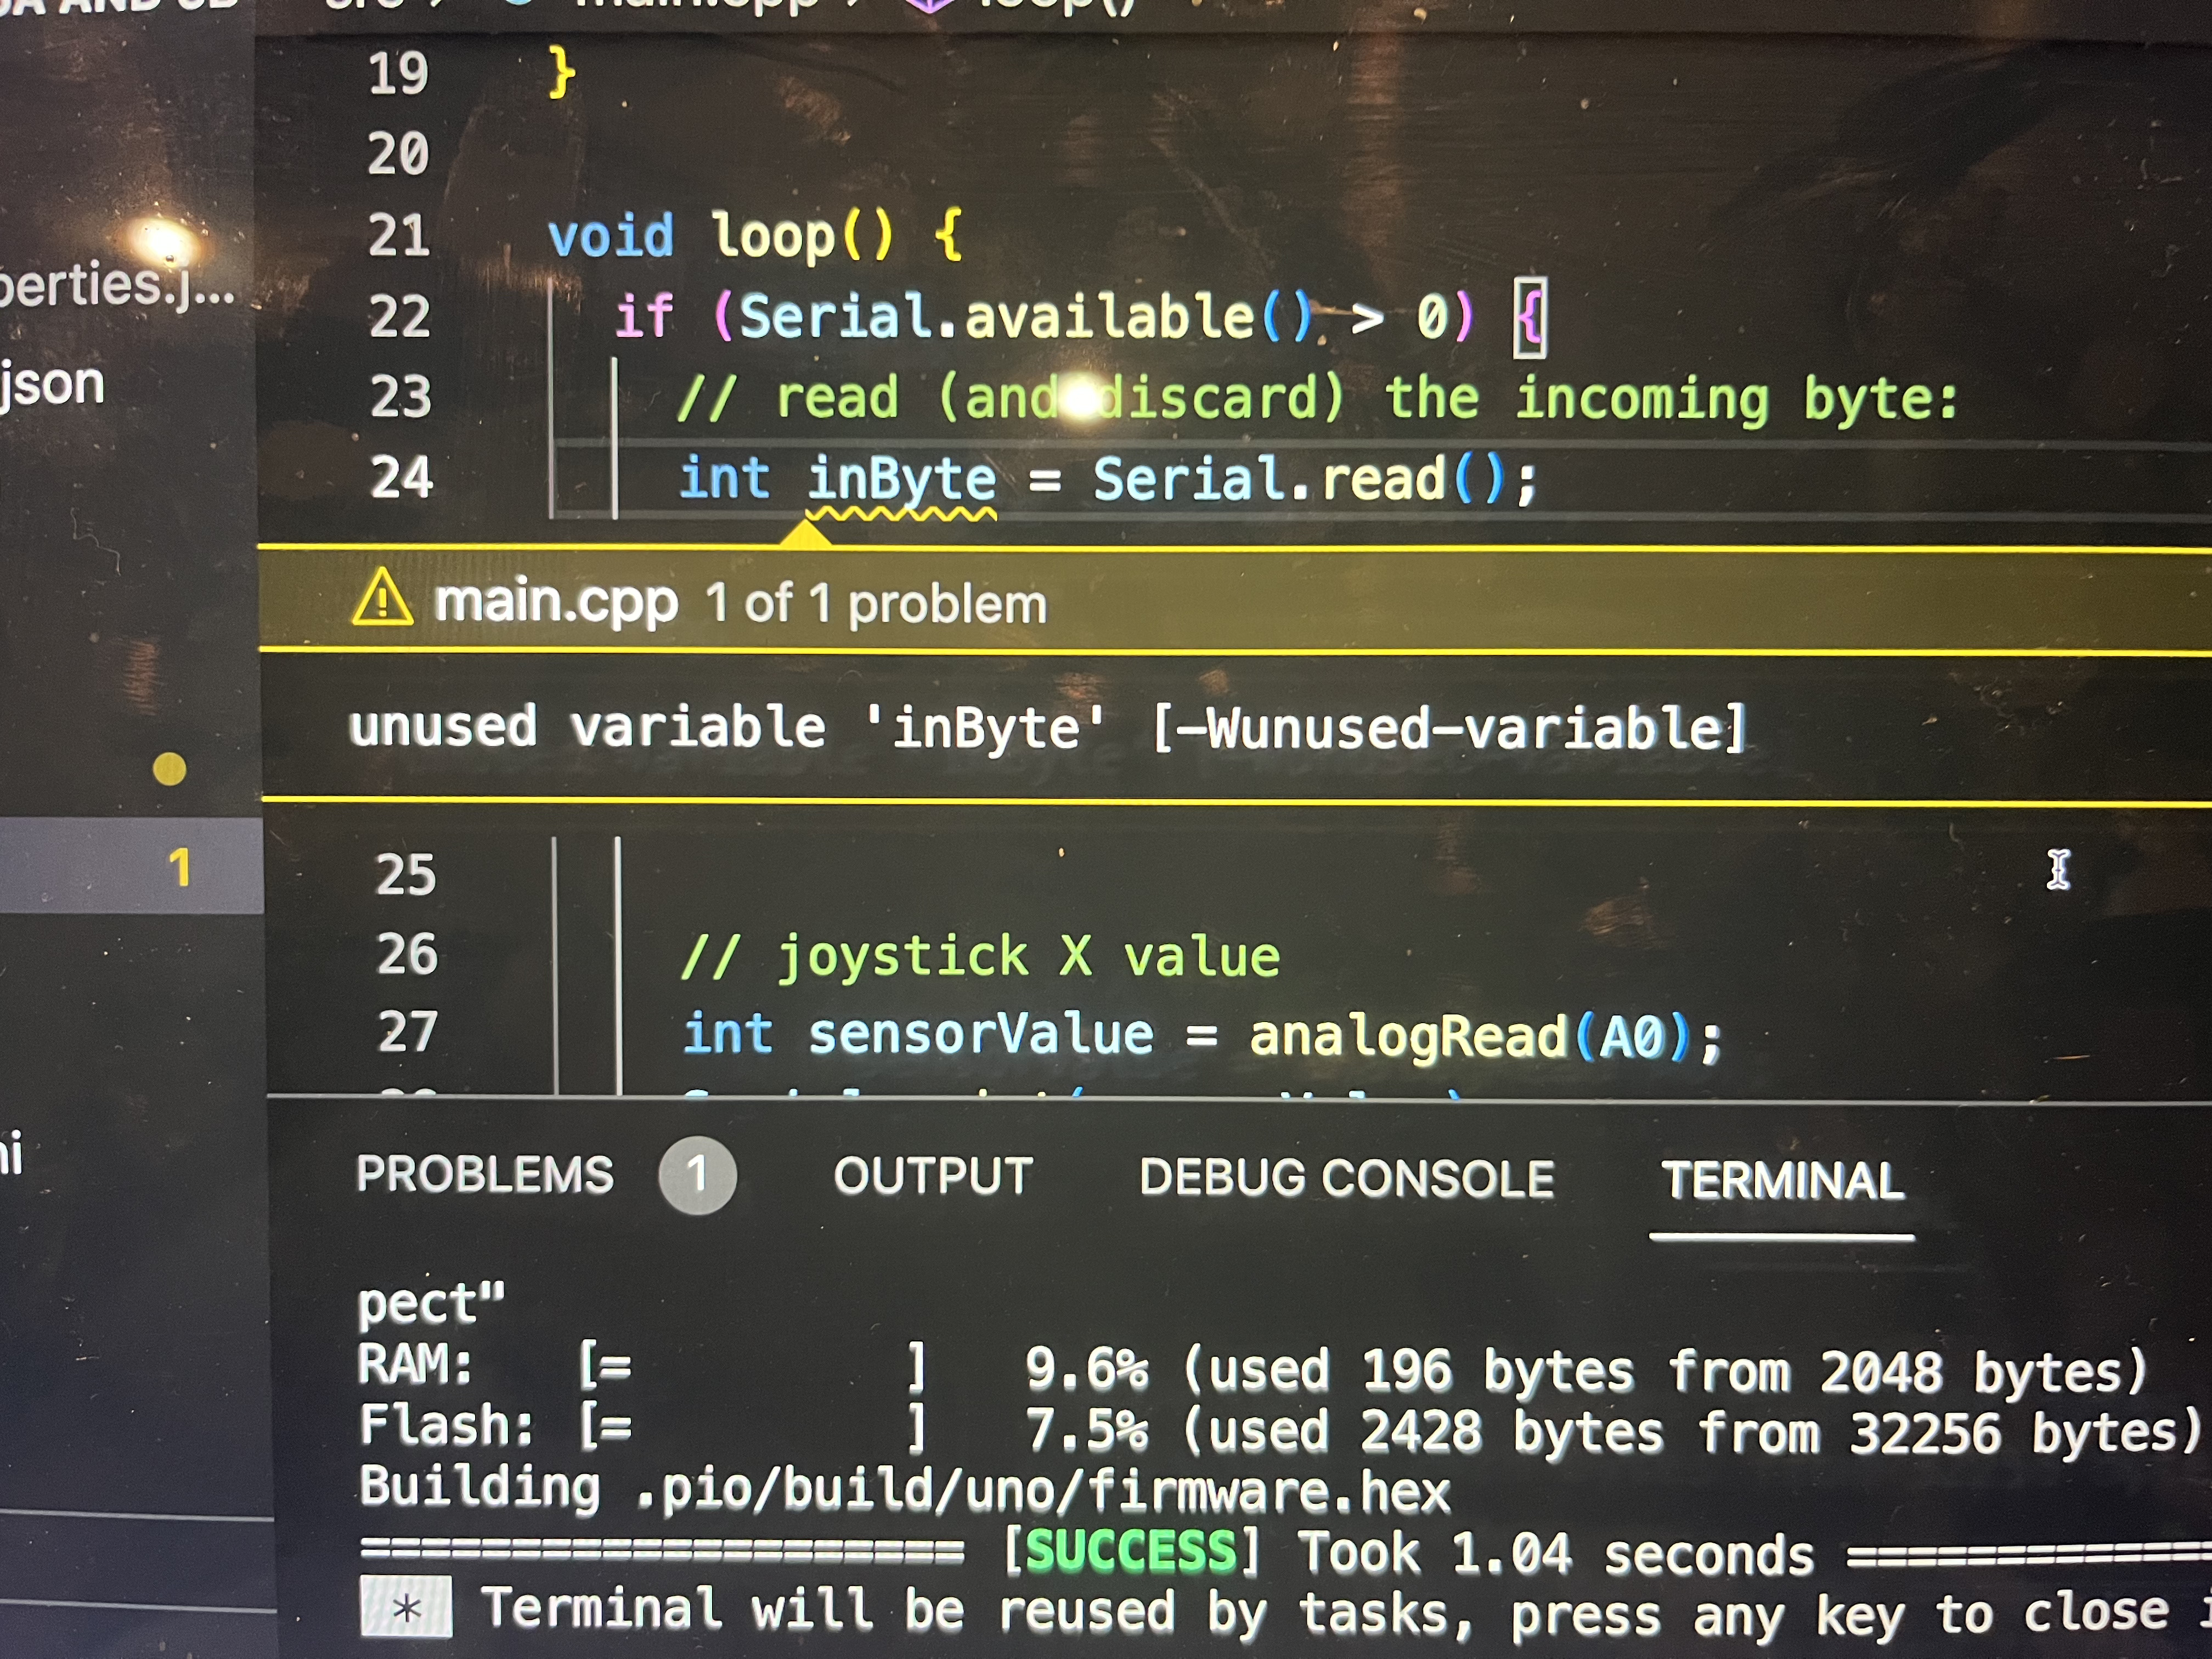 src > main.cpp > loop()
19 }
20
21 void loop() {
perties.j...
22 if (Serial.available() > 0) {
json
23 // read (and discard) the incoming byte:
24 int inByte = Serial.read();
main.cpp 1 of 1 problem
unused variable 'inByte' [-Wunused-variable]
1
25
26 // joystick X value
27 int sensorValue = analogRead(A0);
ni
PROBLEMS 1 OUTPUT DEBUG CONSOLE TERMINAL
pect"
RAM: [= ] 9.6% (used 196 bytes from 2048 bytes)
Flash: [= ] 7.5% (used 2428 bytes from 32256 bytes)
Building .pio/build/uno/firmware.hex
==================== [SUCCESS] Took 1.04 seconds ============
* Terminal will be reused by tasks, press any key to close